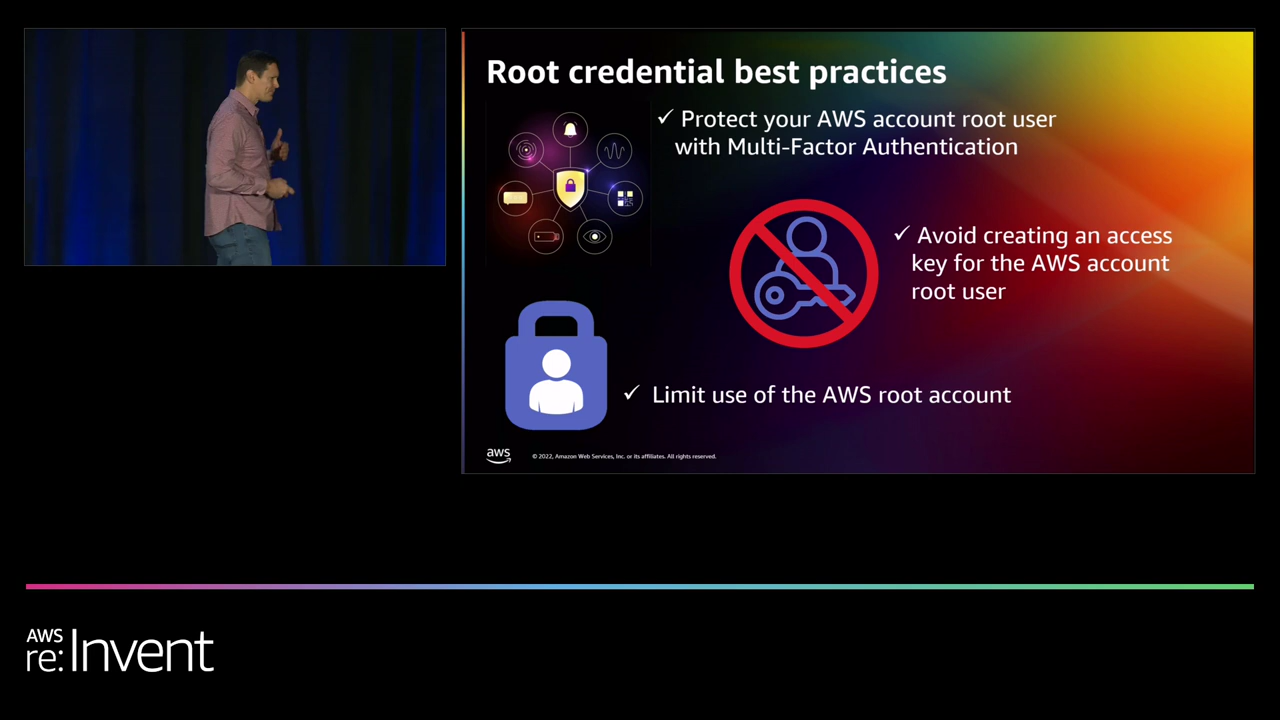 Root credential best practices
✓ Protect your AWS account root user
with Multi-Factor Authentication
✓ Avoid creating an access
key for the AWS account
root user
✓ Limit use of the AWS root account
aws
© 2022, Amazon Web Services, Inc. or its affiliates. All rights reserved.
AWS
re:Invent